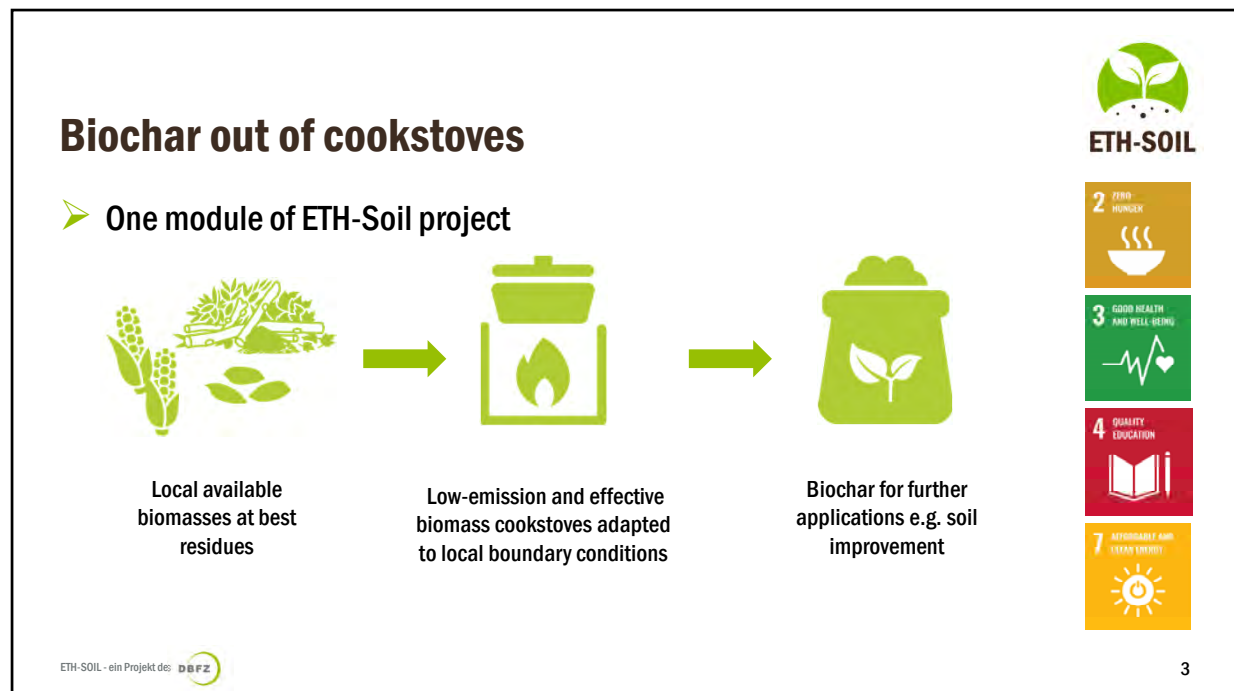 Biochar out of cookstoves
ETH-SOIL
➢ One module of ETH-Soil project
2 ZERO
HUNGER
3 GOOD HEALTH
AND WELL-BEING
4 QUALITY
EDUCATION
7 AFFORDABLE AND
CLEAN ENERGY
Local available
biomasses at best
residues
Low-emission and effective
biomass cookstoves adapted
to local boundary conditions
Biochar for further
applications e.g. soil
improvement
ETH-SOIL - ein Projekt des DBFZ
3